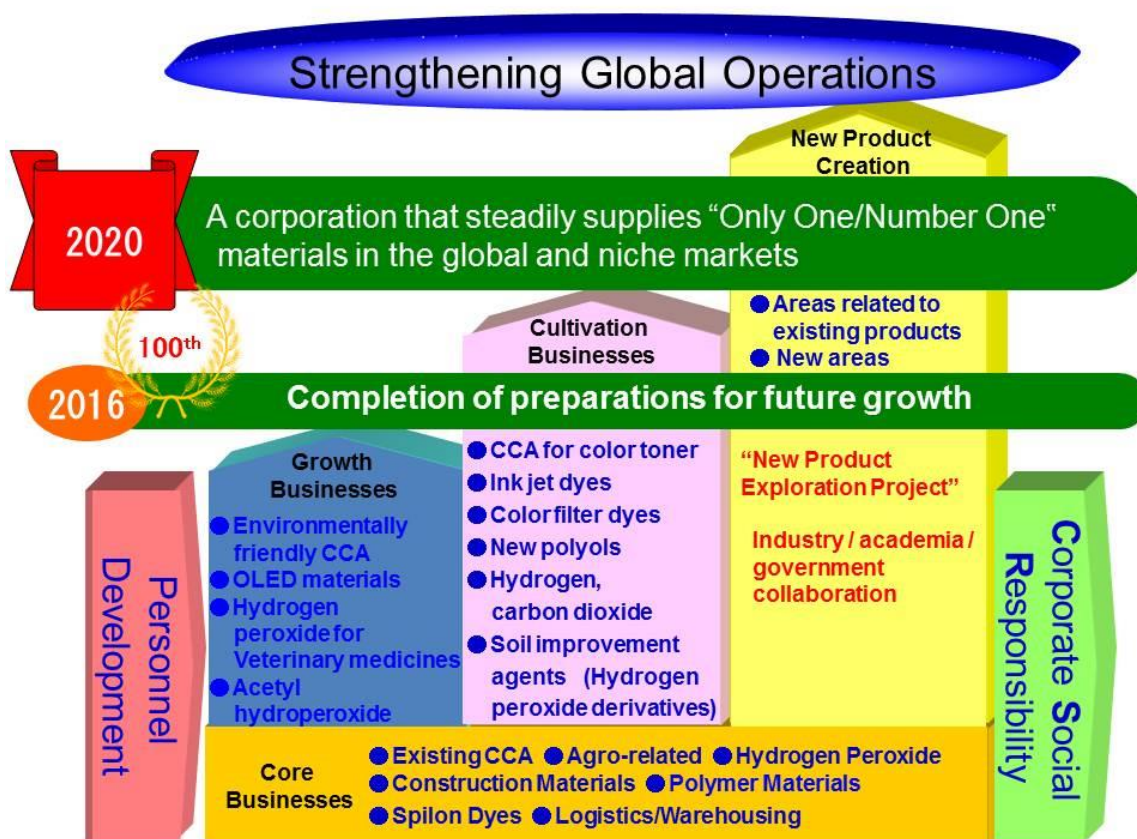 Strengthening Global Operations
New Product
Creation
2020
A corporation that steadily supplies “Only One/Number One‟
materials in the global and niche markets
● Areas related to
existing products
● New areas
Cultivation
Businesses
100th
2016
Completion of preparations for future growth
Growth
Businesses
● Environmentally
friendly CCA
● OLED materials
● Hydrogen
peroxide for
Veterinary medicines
● Acetyl
hydroperoxide
● CCA for color toner
● Ink jet dyes
● Color filter dyes
● New polyols
● Hydrogen,
carbon dioxide
● Soil improvement
agents (Hydrogen
peroxide derivatives)
“New Product
Exploration Project”
Industry / academia /
government
collaboration
Personnel
Development
Corporate Social
Responsibility
Core
Businesses
● Existing CCA ● Agro-related ● Hydrogen Peroxide
● Construction Materials ● Polymer Materials
● Spilon Dyes ● Logistics/Warehousing